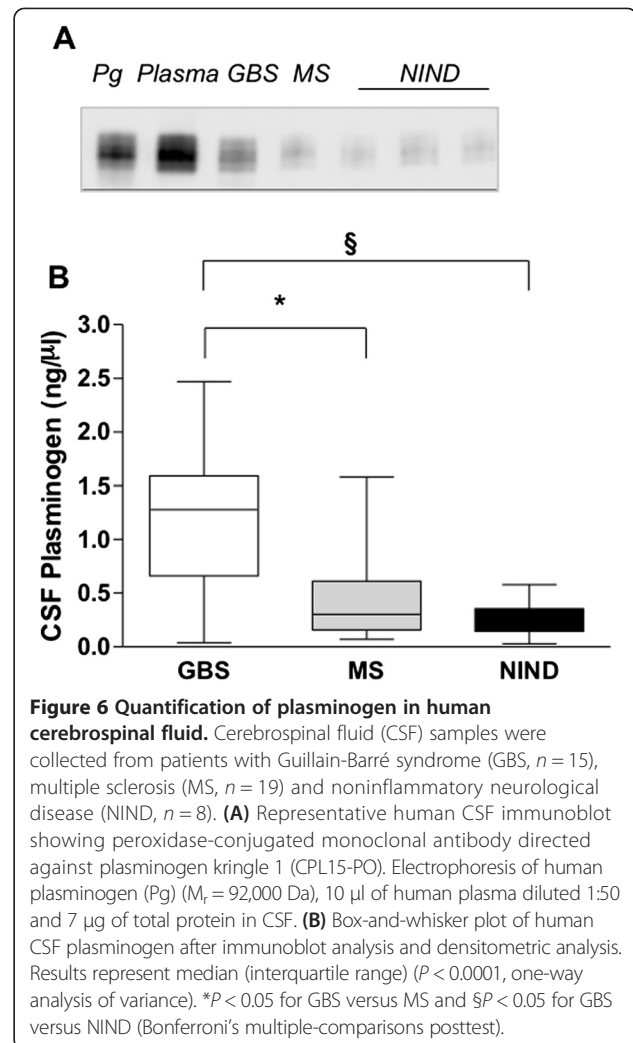 A
Pg Plasma GBS MS NIND
§
B
*
CSF Plasminogen (ng/µl)
3.0
2.5
2.0
1.5
1.0
0.5
0.0
GBS MS NIND
Figure 6 Quantification of plasminogen in human
cerebrospinal fluid. Cerebrospinal fluid (CSF) samples were
collected from patients with Guillain-Barré syndrome (GBS, n = 15),
multiple sclerosis (MS, n = 19) and noninflammatory neurological
disease (NIND, n = 8). (A) Representative human CSF immunoblot
showing peroxidase-conjugated monoclonal antibody directed
against plasminogen kringle 1 (CPL15-PO). Electrophoresis of human
plasminogen (Pg) (Mr = 92,000 Da), 10 µl of human plasma diluted 1:50
and 7 µg of total protein in CSF. (B) Box-and-whisker plot of human
CSF plasminogen after immunoblot analysis and densitometric analysis.
Results represent median (interquartile range) (P < 0.0001, one-way
analysis of variance). *P < 0.05 for GBS versus MS and §P < 0.05 for GBS
versus NIND (Bonferroni's multiple-comparisons posttest).